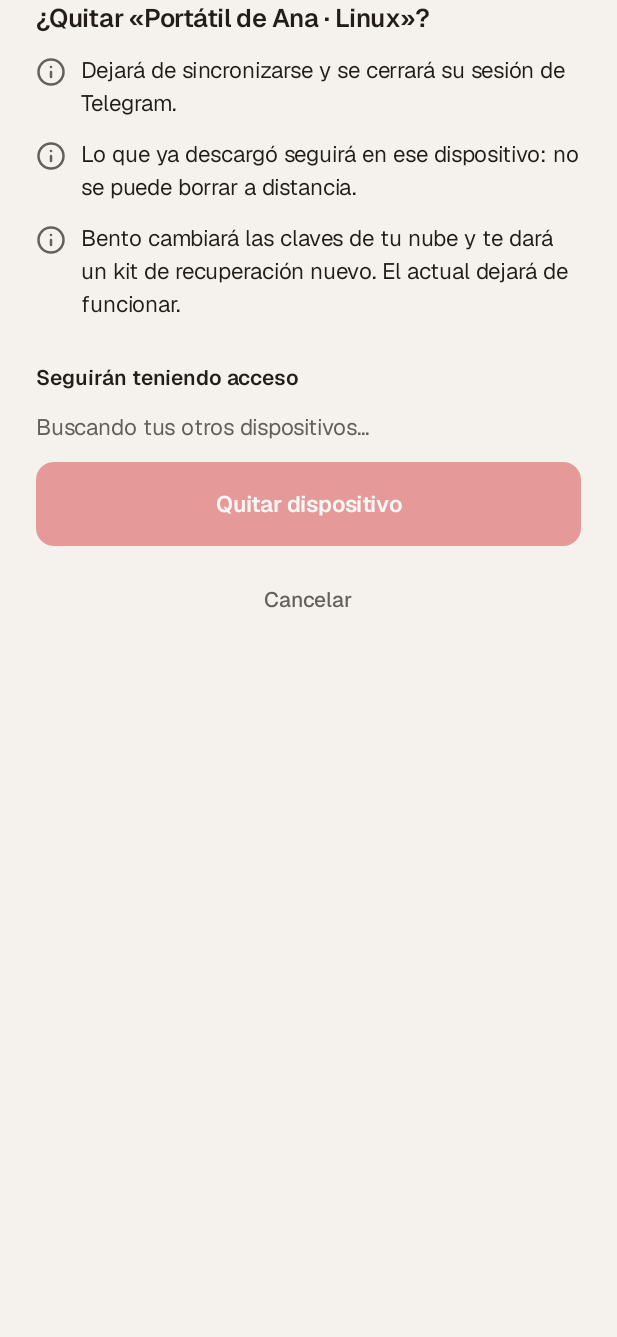 ¿Quitar «Portátil de Ana · Linux»?
Dejará de sincronizarse y se cerrará su sesión de
Telegram.
Lo que ya descargó seguirá en ese dispositivo: no
se puede borrar a distancia.
Bento cambiará las claves de tu nube y te dará
un kit de recuperación nuevo. El actual dejará de
funcionar.
Seguirán teniendo acceso
Buscando tus otros dispositivos…
Quitar dispositivo
Cancelar